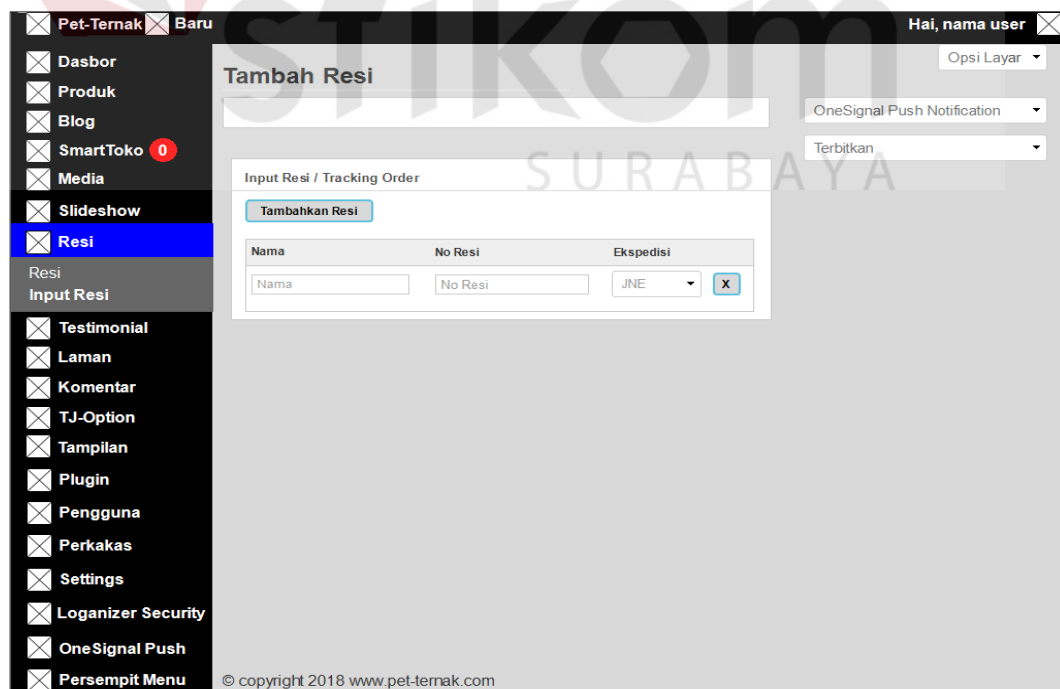 Pet-Ternak Baru Hai, nama user
Dasbor
Produk
Blog
SmartToko 0
Media
Slideshow
Resi
Resi
Input Resi
Testimonial
Laman
Komentar
TJ-Option
Tampilan
Plugin
Pengguna
Perkakas
Settings
Loganizer Security
OneSignal Push
Persempit Menu
Opsi Layar
Tambah Resi
OneSignal Push Notification
Terbitkan
stikom
SURABAYA
Input Resi / Tracking Order
Tambahkan Resi
Nama No Resi Ekspedisi
Nama No Resi JNE X
© copyright 2018 www.pet-ternak.com